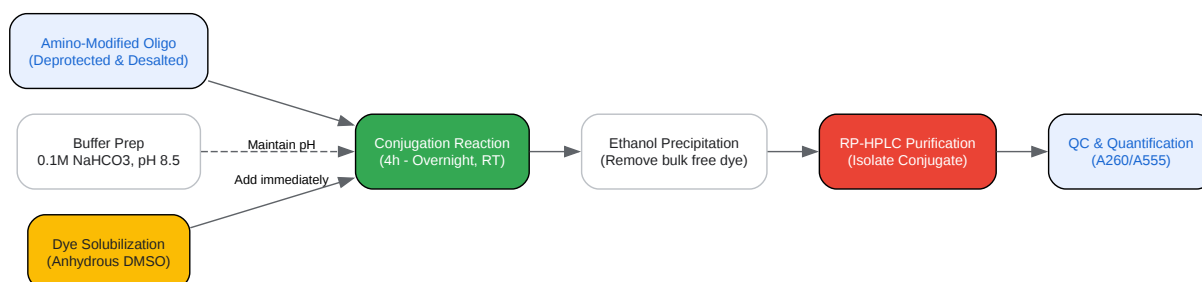 Amino-Modified Oligo
(Deprotected & Desalted)
Buffer Prep
0.1M NaHCO3, pH 8.5
Maintain pH
Add immediately
Dye Solubilization
(Anhydrous DMSO)
Conjugation Reaction
(4h - Overnight, RT)
Ethanol Precipitation
(Remove bulk free dye)
RP-HPLC Purification
(Isolate Conjugate)
QC & Quantification
(A260/A555)